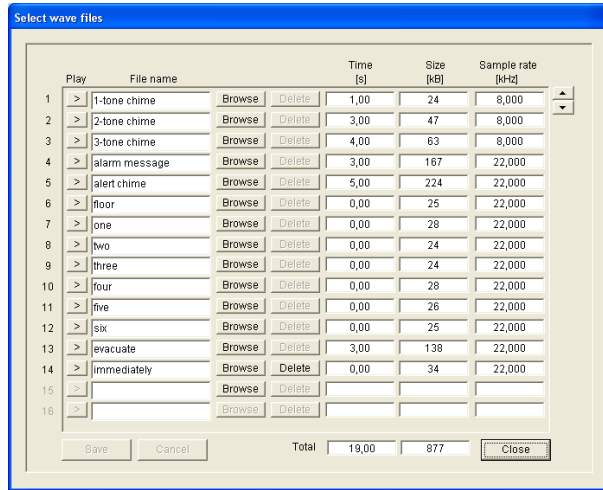 Select wave files
Time Size Sample rate
Play File name [s] [kB] [kHz]
1 > 1-tone chime Browse Delete 1,00 24 8,000
2 > 2-tone chime Browse Delete 3,00 47 8,000
3 > 3-tone chime Browse Delete 4,00 63 8,000
4 > alarm message Browse Delete 3,00 167 22,000
5 > alert chime Browse Delete 5,00 224 22,000
6 > floor Browse Delete 0,00 25 22,000
7 > one Browse Delete 0,00 28 22,000
8 > two Browse Delete 0,00 24 22,000
9 > three Browse Delete 0,00 24 22,000
10 > four Browse Delete 0,00 28 22,000
11 > five Browse Delete 0,00 26 22,000
12 > six Browse Delete 0,00 25 22,000
13 > evacuate Browse Delete 3,00 138 22,000
14 > immediately Browse Delete 0,00 34 22,000
15 > Browse Delete
16 > Browse Delete
Save Cancel Total 19,00 877 Close